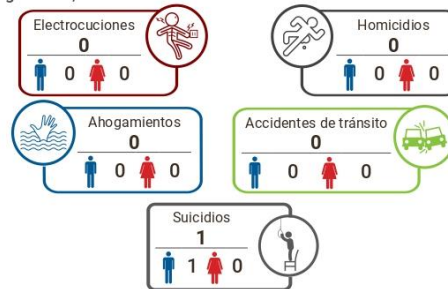 Electrocuciones
0
0 0
Homicidios
0
0 0
Ahogamientos
0
0 0
Accidentes de tránsito
0
0 0
Suicidios
1
1 0